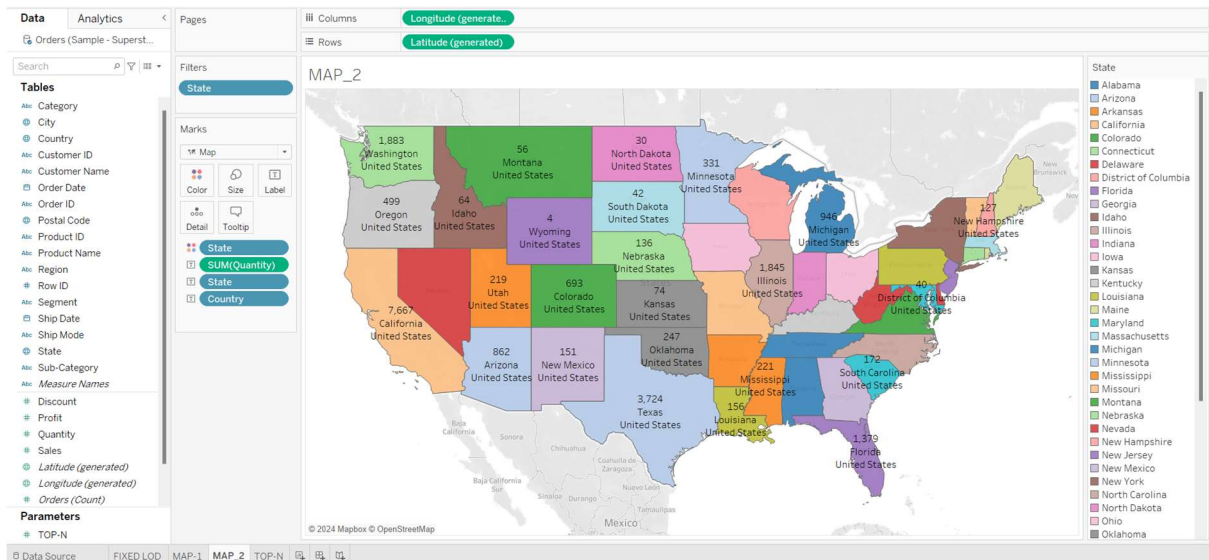 Data
Analytics
Orders (Sample - Superst...
Search
Tables
Abc Category
City
Country
Abc Customer ID
Abc Customer Name
Order Date
Abc Order ID
Postal Code
Abc Product ID
Abc Product Name
Abc Region
# Row ID
Abc Segment
Ship Date
Abc Ship Mode
State
Abc Sub-Category
Abc Measure Names
# Discount
# Profit
# Quantity
# Sales
Latitude (generated)
Longitude (generated)
# Orders (Count)
Parameters
# TOP-N
Pages
Filters
State
Marks
Map
Color
Size
Label
Detail
Tooltip
State
SUM(Quantity)
State
Country
Columns
Longitude (generate..
Rows
Latitude (generated)
MAP_2
1,883
Washington
United States
56
Montana
United States
30
North Dakota
United States
331
Minnesota
United States
499
Oregon
United States
64
Idaho
United States
42
South Dakota
United States
946
Michigan
United States
127
New Hampshire
United States
4
Wyoming
United States
136
Nebraska
United States
1,845
Illinois
United States
40
District of Columbia
United States
7,667
California
United States
219
Utah
United States
693
Colorado
United States
74
Kansas
United States
247
Oklahoma
United States
862
Arizona
United States
151
New Mexico
United States
172
South Carolina
United States
221
Mississippi
United States
3,724
Texas
United States
156
Louisiana
United States
1,379
Florida
United States
New
Brunswick
Baja
California
Sonora
Chihuahua
Coahuila de
Zaragoza
Baja California
Sur
Sinaloa
Durango
Nuevo León
Tamaulipas
Mexico
© 2024 Mapbox © OpenStreetMap
State
Alabama
Arizona
Arkansas
California
Colorado
Connecticut
Delaware
District of Columbia
Florida
Georgia
Idaho
Illinois
Indiana
Iowa
Kansas
Kentucky
Louisiana
Maine
Maryland
Massachusetts
Michigan
Minnesota
Mississippi
Missouri
Montana
Nebraska
Nevada
New Hampshire
New Jersey
New Mexico
New York
North Carolina
North Dakota
Ohio
Oklahoma
Data Source
FIXED LOD
MAP-1
MAP_2
TOP-N